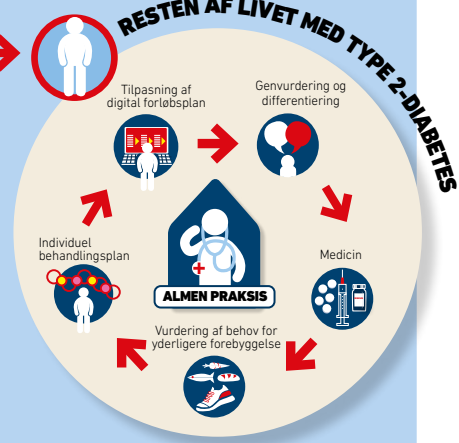 RESTEN AF LIVET MED TYPE 2-DIABETES
Tilpasning af
digital forløbsplan
Genvurdering og
differentiering
Individuel
behandlingsplan
Medicin
ALMEN PRAKSIS
Vurdering af behov for
yderligere forebyggelse